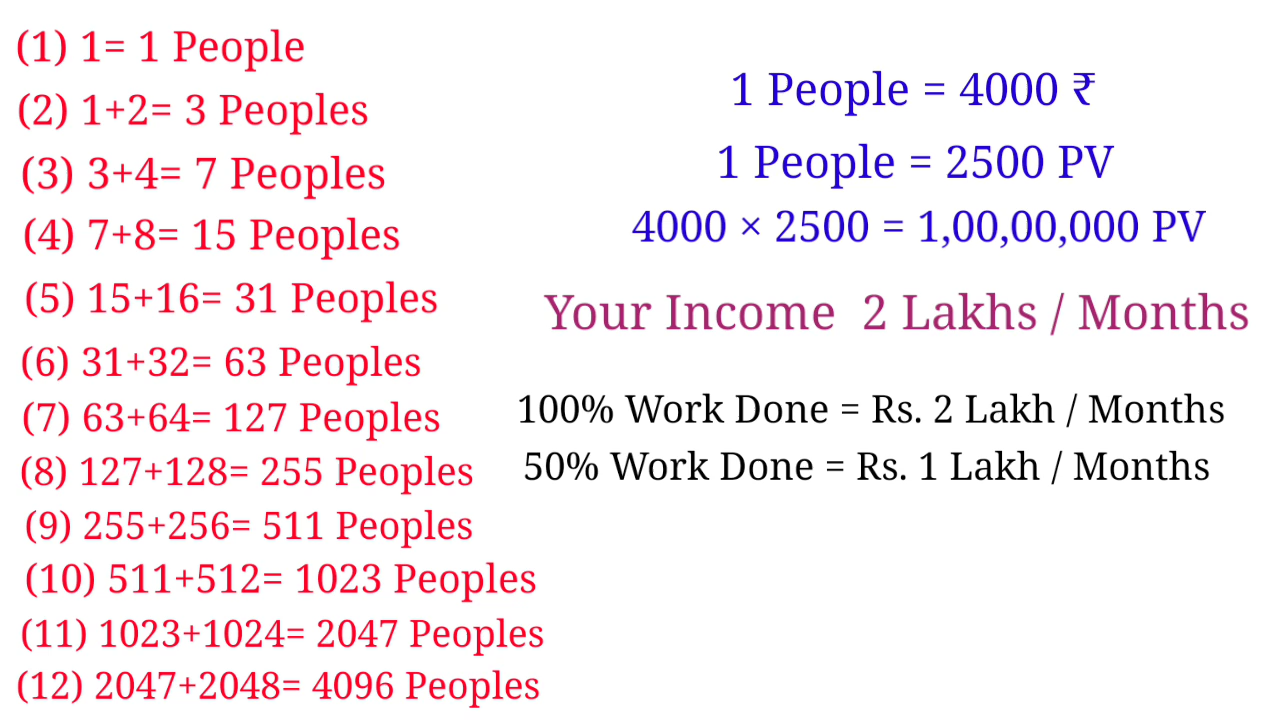 (1) 1= 1 People
(2) 1+2= 3 Peoples
(3) 3+4= 7 Peoples
(4) 7+8= 15 Peoples
(5) 15+16= 31 Peoples
(6) 31+32= 63 Peoples
(7) 63+64= 127 Peoples
(8) 127+128= 255 Peoples
(9) 255+256= 511 Peoples
(10) 511+512= 1023 Peoples
(11) 1023+1024= 2047 Peoples
(12) 2047+2048= 4096 Peoples
1 People = 4000 ₹
1 People = 2500 PV
4000 × 2500 = 1,00,00,000 PV
Your Income 2 Lakhs / Months
100% Work Done = Rs. 2 Lakh / Months
50% Work Done = Rs. 1 Lakh / Months